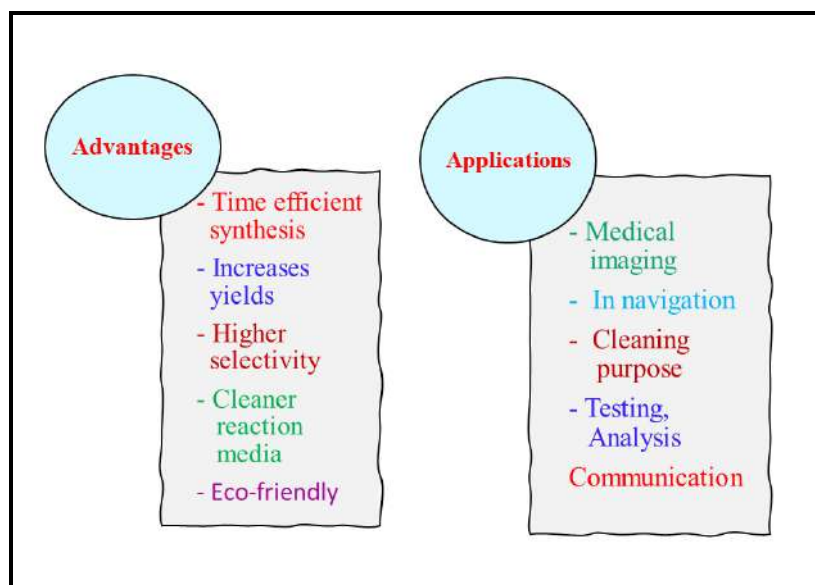 Advantages
- Time efficient
synthesis
- Increases
yields
- Higher
selectivity
- Cleaner
reaction
media
- Eco-friendly
Applications
- Medical
imaging
- In navigation
- Cleaning
purpose
- Testing,
Analysis
Communication